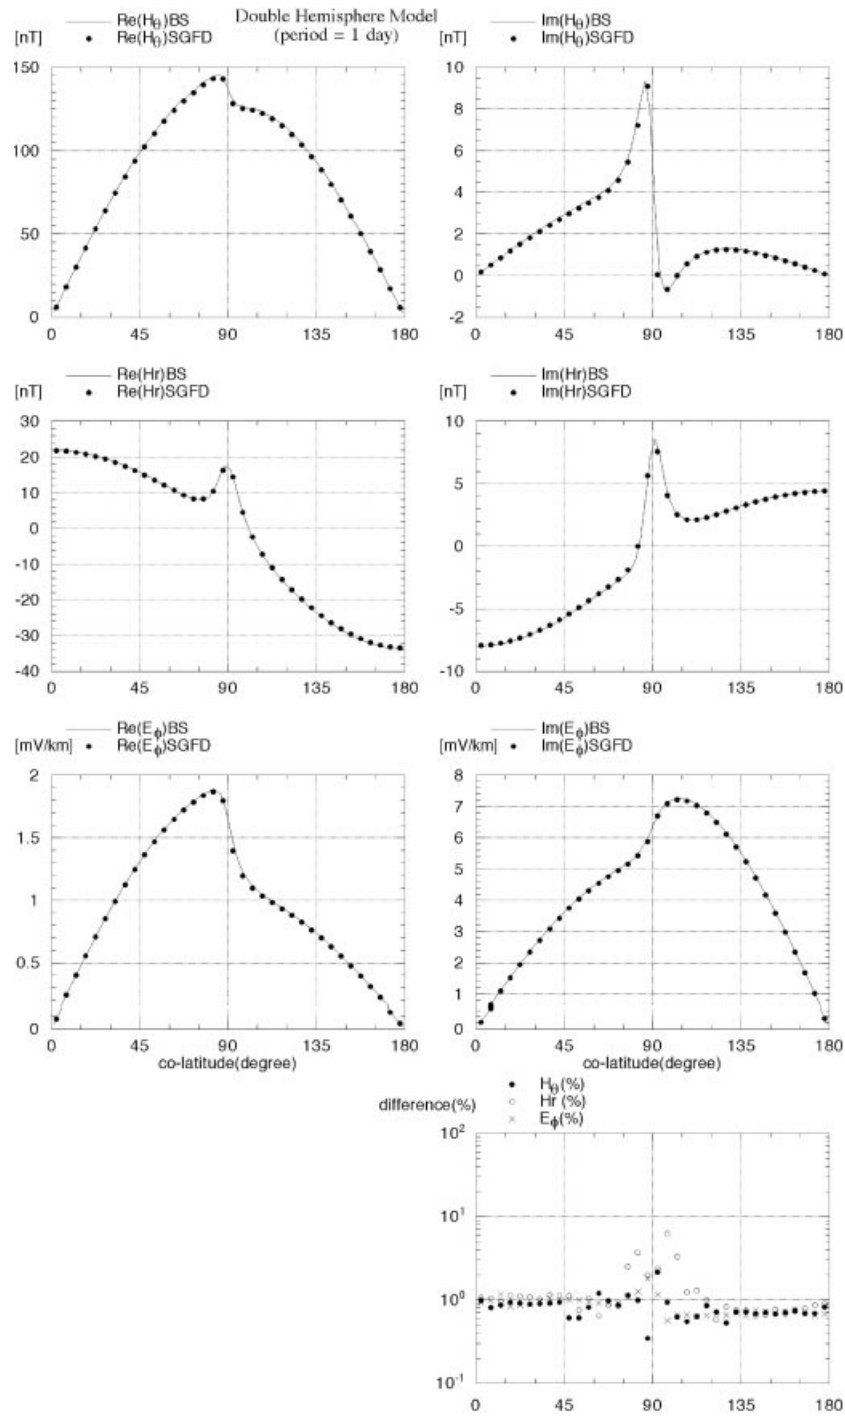 Double Hemisphere Model
(period = 1 day)
Re(Hθ)BS
[nT] Re(Hθ)SGFD
150
100
50
0
0 45 90 135 180
Im(Hθ)BS
[nT] Im(Hθ)SGFD
10
8
6
4
2
0
-2
0 45 90 135 180
Re(Hr)BS
[nT] Re(Hr)SGFD
30
20
10
0
-10
-20
-30
-40
0 45 90 135 180
Im(Hr)BS
[nT] Im(Hr)SGFD
10
5
0
-5
-10
0 45 90 135 180
Re(Eϕ)BS
[mV/km] Re(Eϕ)SGFD
2
1.5
1
0.5
0
0 45 90 135 180
co-latitude(degree)
Im(Eϕ)BS
[mV/km] Im(Eϕ)SGFD
8
7
6
5
4
3
2
1
0
0 45 90 135 180
co-latitude(degree)
Hθ(%)
difference(%) Hr (%)
Eϕ(%)
10²
10¹
10⁰
10⁻¹
0 45 90 135 180